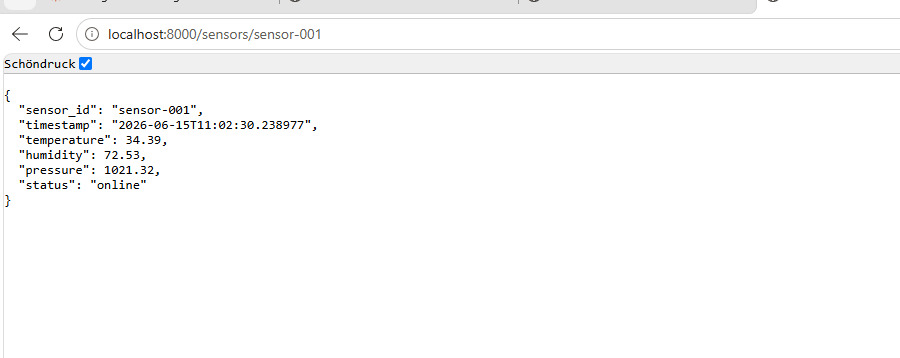 localhost:8000/sensors/sensor-001
Schöndruck
{
  "sensor_id": "sensor-001",
  "timestamp": "2026-06-15T11:02:30.238977",
  "temperature": 34.39,
  "humidity": 72.53,
  "pressure": 1021.32,
  "status": "online"
}